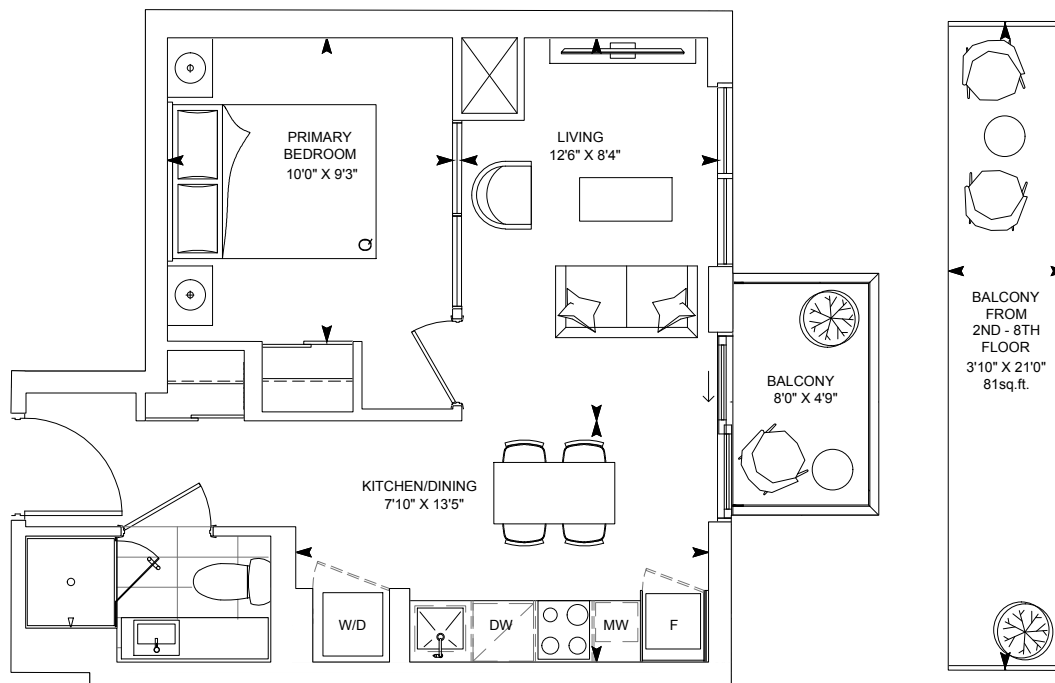 PRIMARY
BEDROOM
10'0" X 9'3"
LIVING
12'6" X 8'4"
Q
BALCONY
8'0" X 4'9"
KITCHEN/DINING
7'10" X 13'5"
W/D
DW
MW
F
BALCONY
FROM
2ND - 8TH
FLOOR
3'10" X 21'0"
81sq.ft.